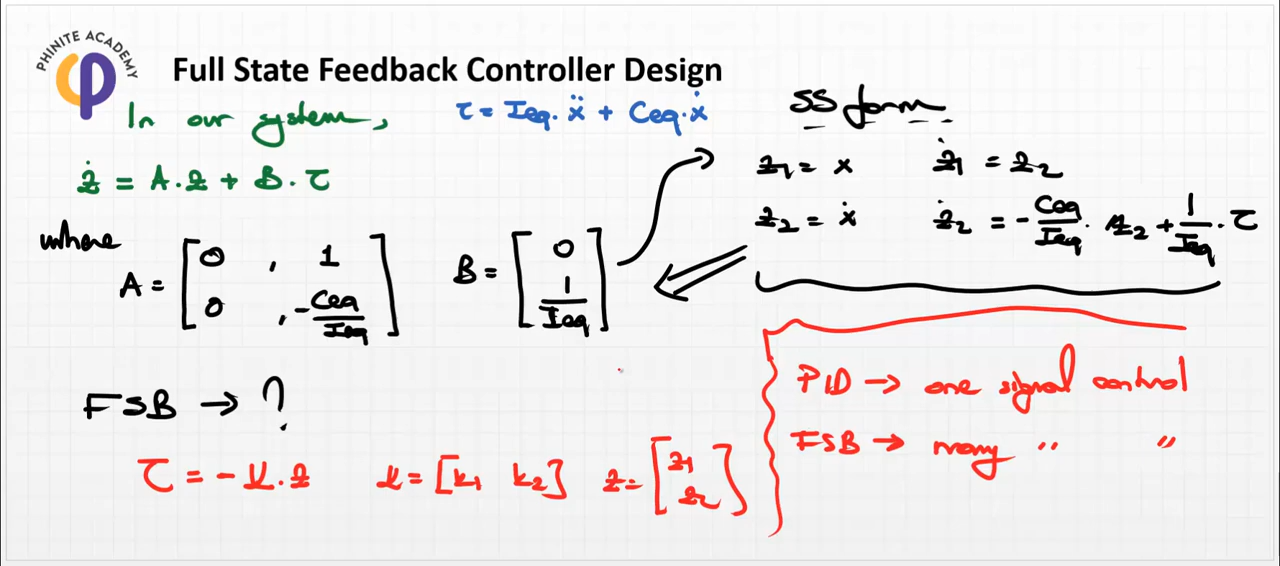 PHINITE ACADEMY
Full State Feedback Controller Design
In our system,
τ = Ieq. ẍ + Ceq. ẋ
ż = A. z + B. τ
where
A = [ 0 , 1
0 , -Ceq/Ieq ]
B = [ 0
1/Ieq ]
SS form
z1 = x ż1 = z2
z2 = ẋ ż2 = -Ceq/Ieq. z2 + 1/Ieq . τ
FSB → ?
τ = -K. z K = [k1 k2] z = [ z1
z2 ]
PID → one signal control
FSB → many " "